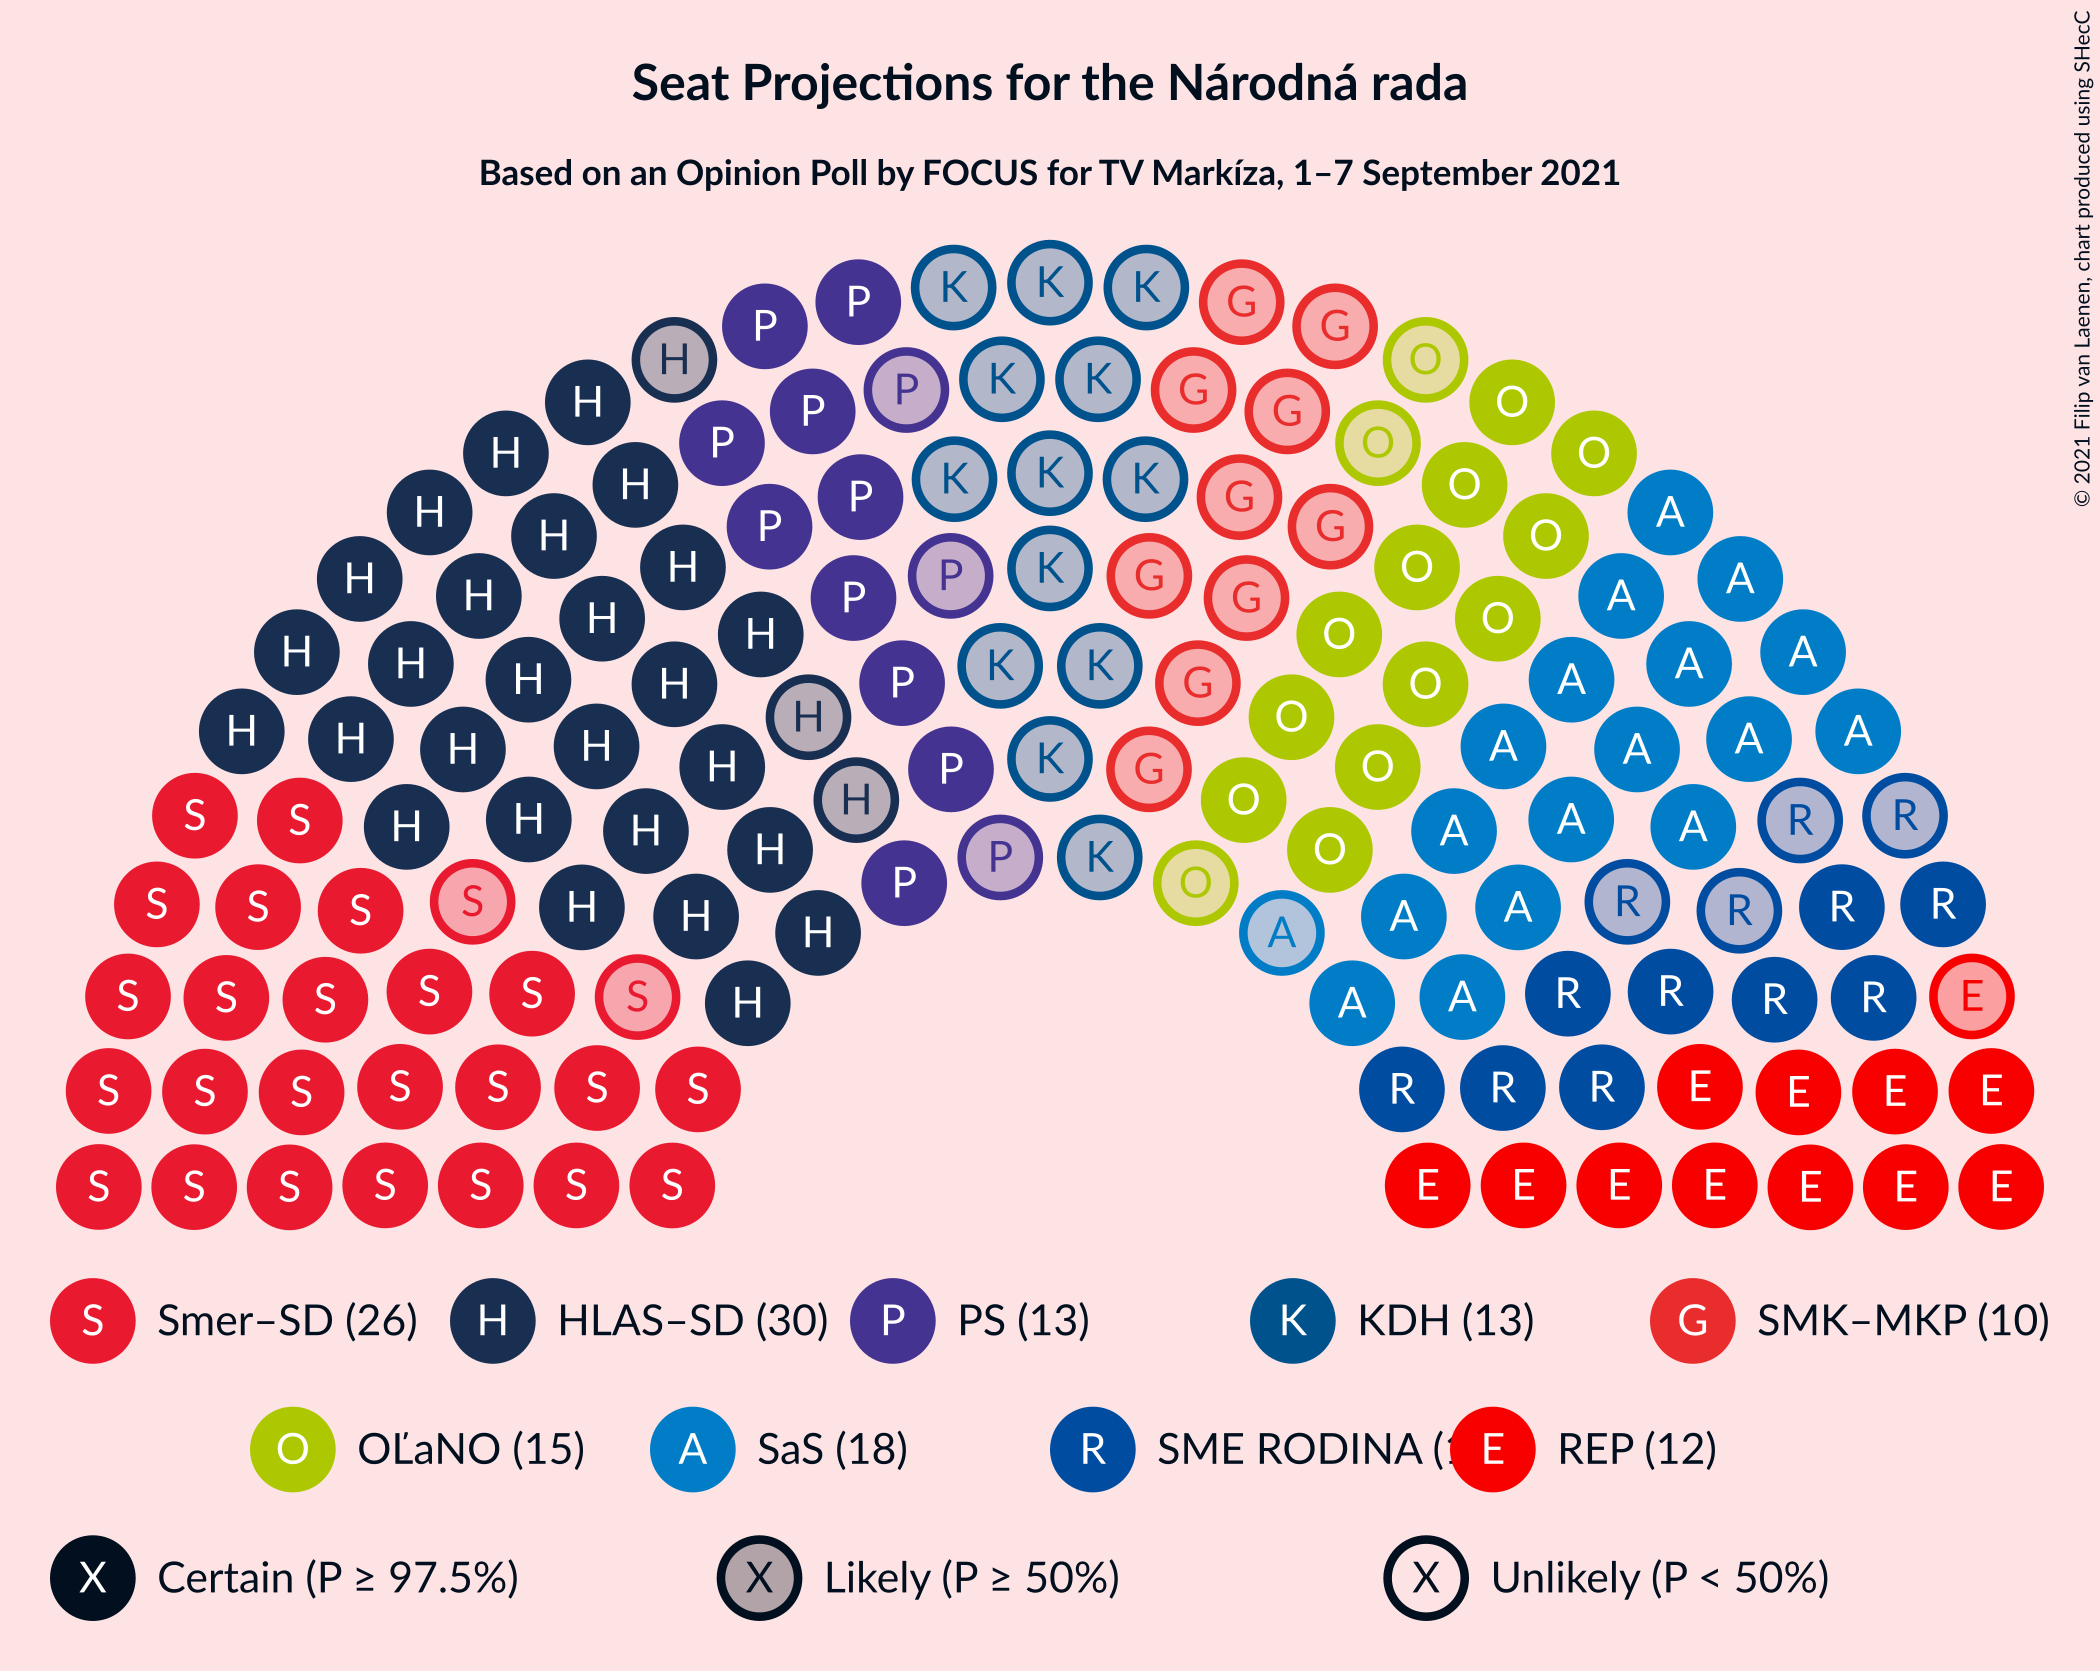 Seat Projections for the Národná rada
Based on an Opinion Poll by FOCUS for TV Markíza, 1–7 September 2021
© 2021 Filip van Laenen, chart produced using SHecC
K K K
P P G G
H O
H K K O
H P G O
H P P K K K G G O A
H H P G O A
H H P P K G G O O A
H H H P O A
H H H H P K K G O O A A A
H H H H P K G O O A A A
S S H H H H H P P K O O O A A A R R
S S S S H H H P A A A R R R R
S S S S S S H A A R R R R E
S S S S S S S R R R E E E E
S S S S S S S E E E E E E E
S Smer–SD (26) H HLAS–SD (30) P PS (13) K KDH (13) G SMK–MKP (10)
O OĽaNO (15) A SaS (18) R SME RODINA ( E REP (12)
X Certain (P ≥ 97.5%) X Likely (P ≥ 50%) X Unlikely (P < 50%)